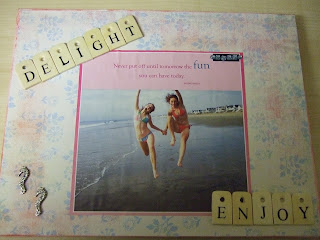 DELIGHT
Never put off until tomorrow the fun
you can have today.
ENJOY